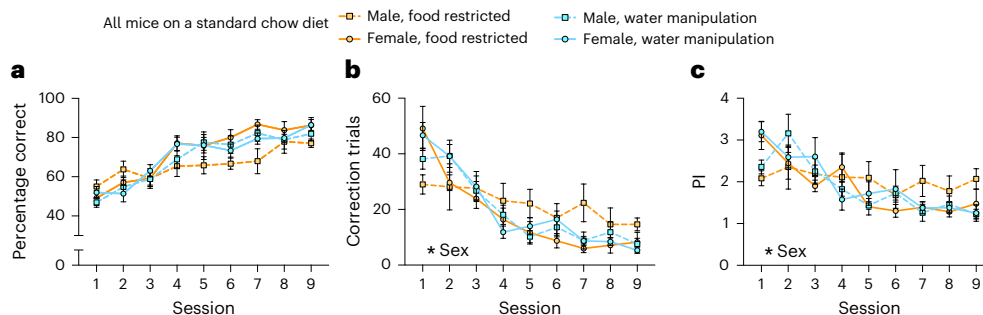 All mice on a standard chow diet
Male, food restricted
Female, food restricted
Male, water manipulation
Female, water manipulation
a
Percentage correct
100
80
60
40
0
1 2 3 4 5 6 7 8 9
Session
b
Correction trials
60
40
20
0
* Sex
1 2 3 4 5 6 7 8 9
Session
c
PI
4
3
2
1
0
* Sex
1 2 3 4 5 6 7 8 9
Session